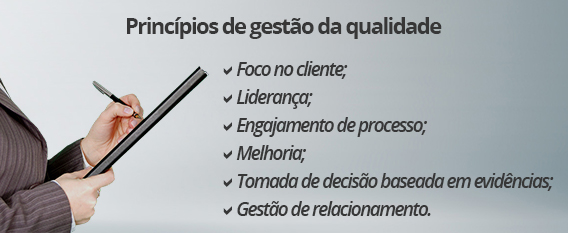 Princípios de gestão da qualidade
Foco no cliente;
Liderança;
Engajamento de processo;
Melhoria;
Tomada de decisão baseada em evidências;
Gestão de relacionamento.